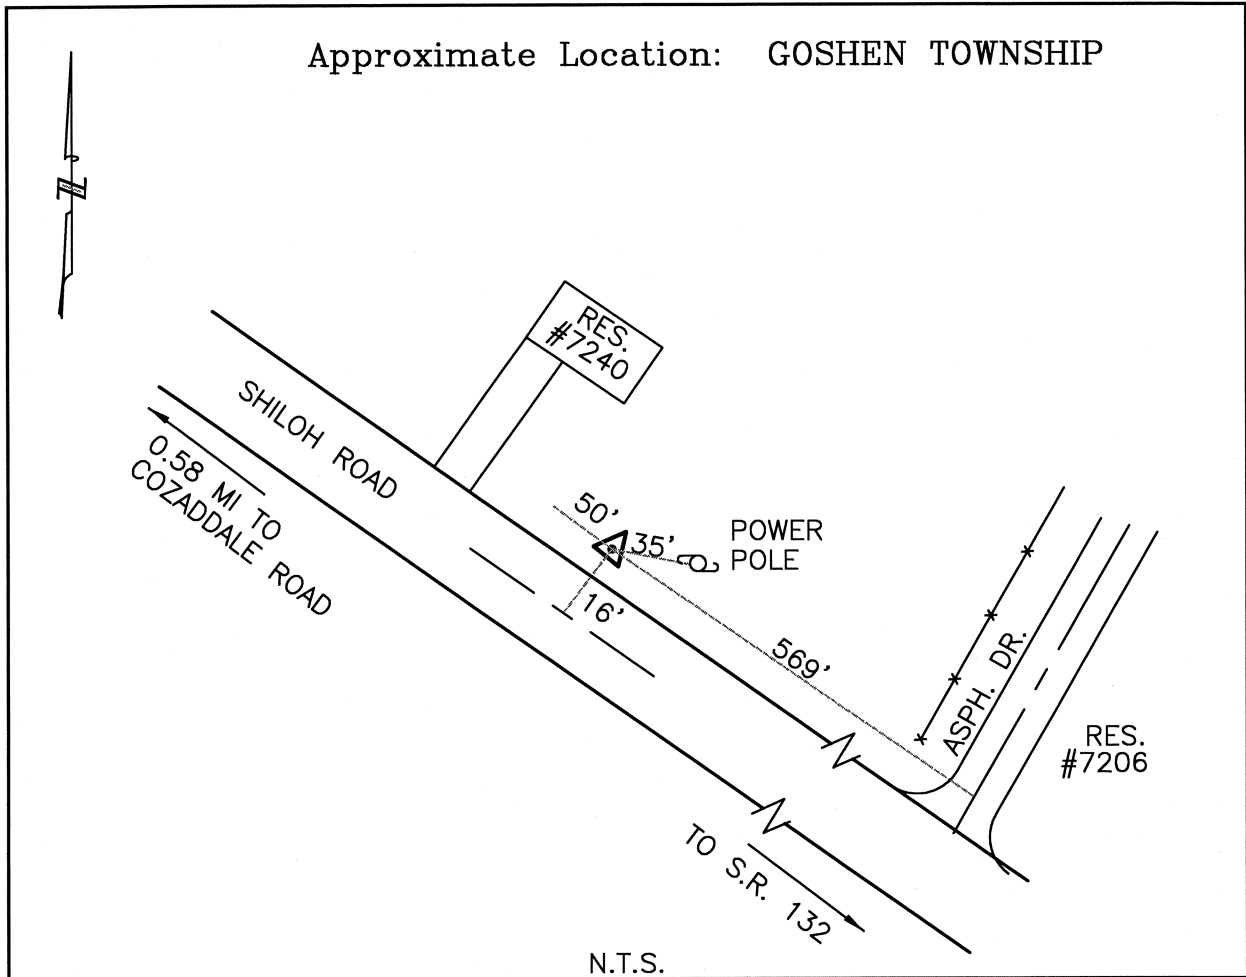 Approximate Location: GOSHEN TOWNSHIP
N
RES.
#7240
SHILOH ROAD
0.58 MI TO
COZADDALE ROAD
50'
35'
POWER
POLE
16'
569'
ASPH. DR.
RES.
#7206
TO S.R. 132
N.T.S.